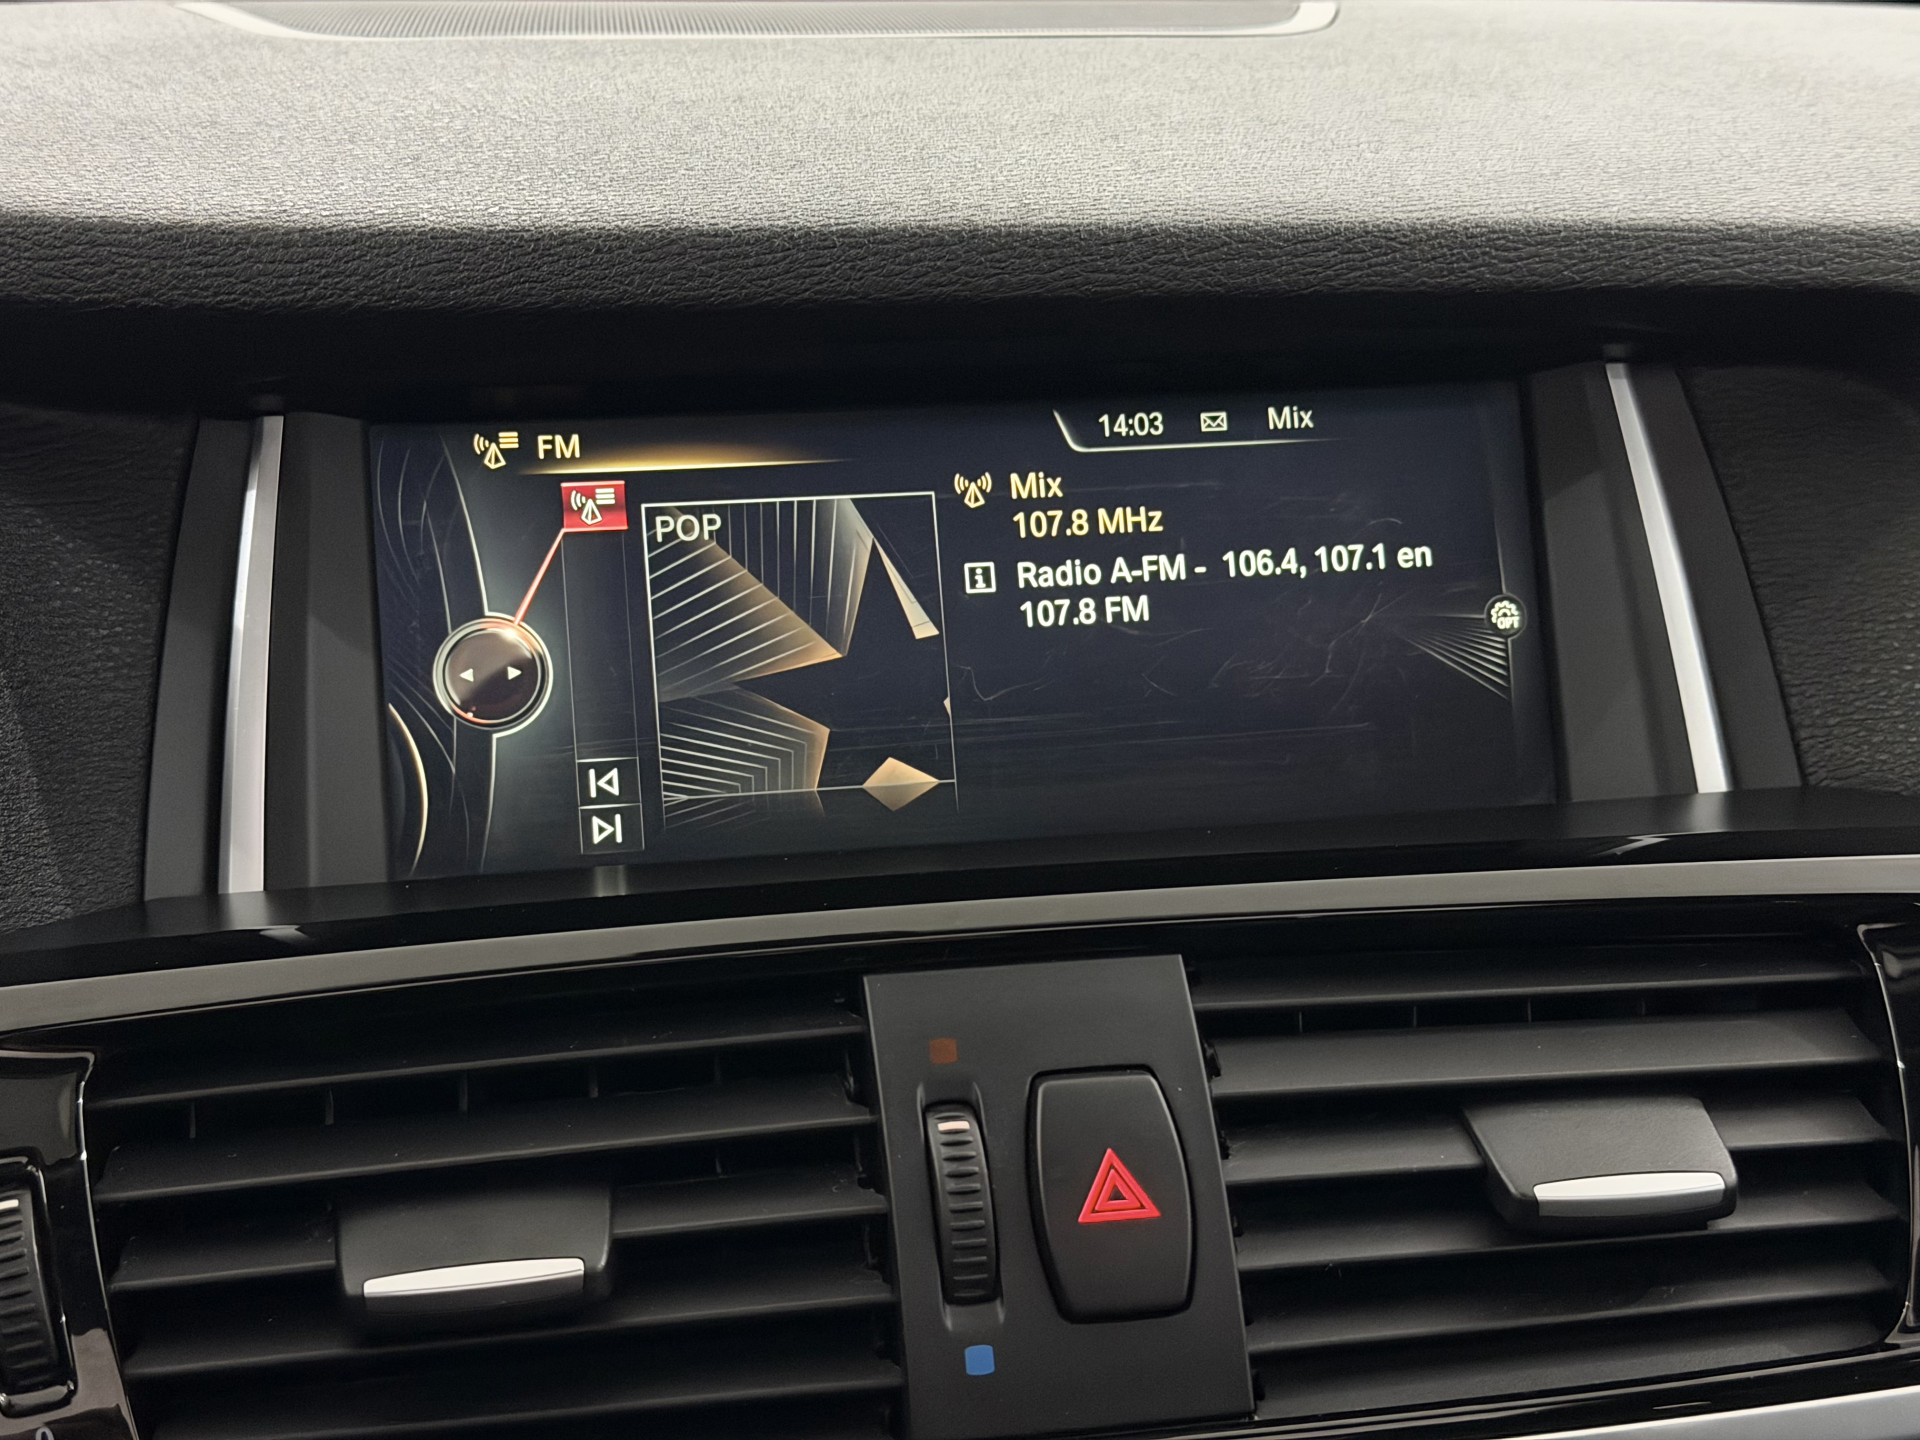 FM
14:03 Mix
POP
Mix
107.8 MHz
Radio A-FM - 106.4, 107.1 en
107.8 FM
OPT